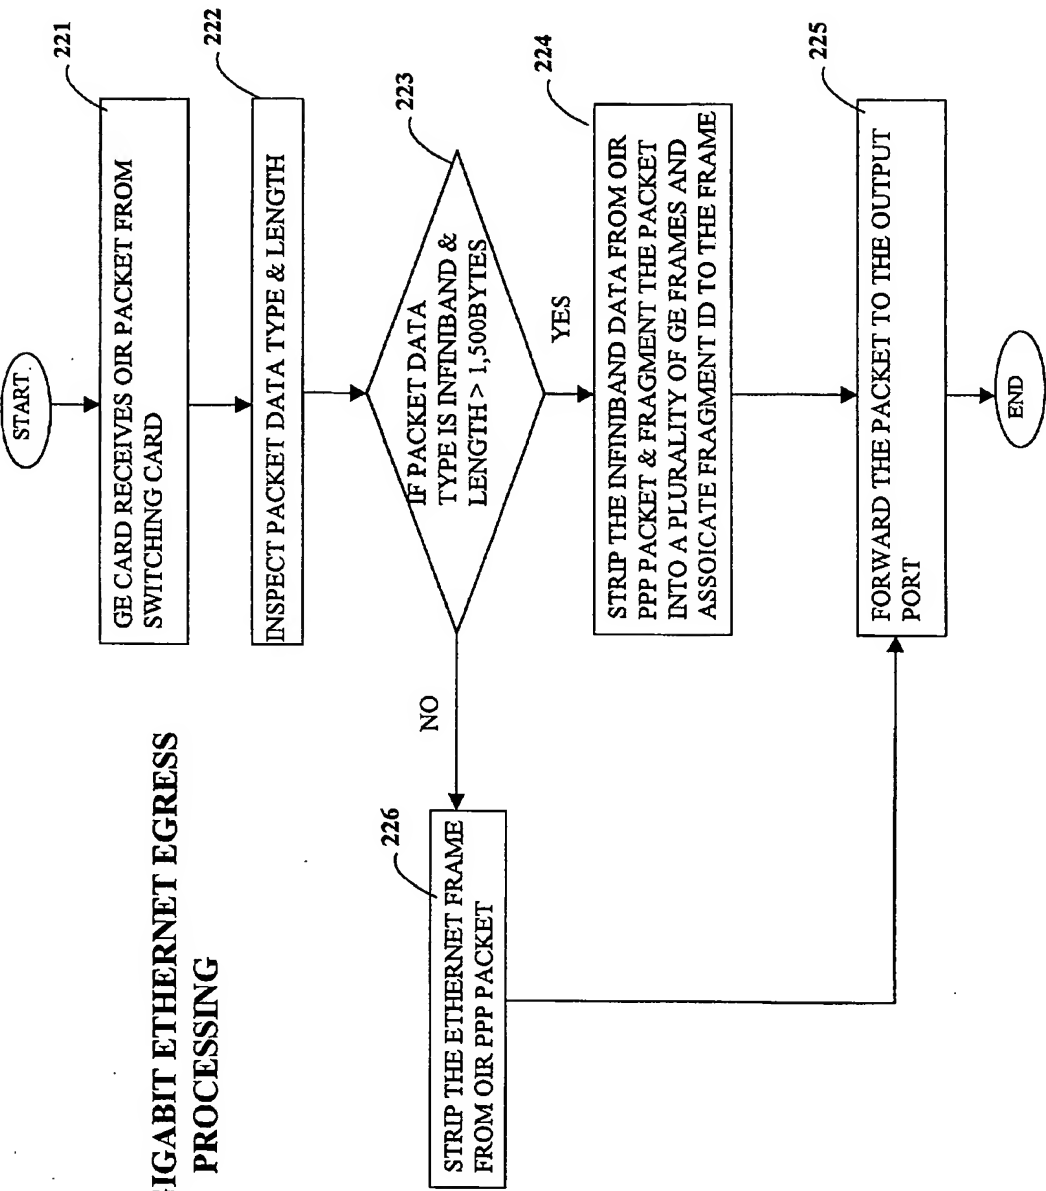 IGABIT ETHERNET EGRESS
PROCESSING
START
221
GE CARD RECEIVES OIR PACKET FROM
SWITCHING CARD
222
INSPECT PACKET DATA TYPE & LENGTH
223
IF PACKET DATA
TYPE IS INFINIBAND &
LENGTH > 1,500BYTES
NO
YES
224
STRIP THE INFINIBAND DATA FROM OIR
PPP PACKET & FRAGMENT THE PACKET
INTO A PLURALITY OF GE FRAMES AND
ASSOICATE FRAGMENT ID TO THE FRAME
226
STRIP THE ETHERNET FRAME
FROM OIR PPP PACKET
225
FORWARD THE PACKET TO THE OUTPUT
PORT
END